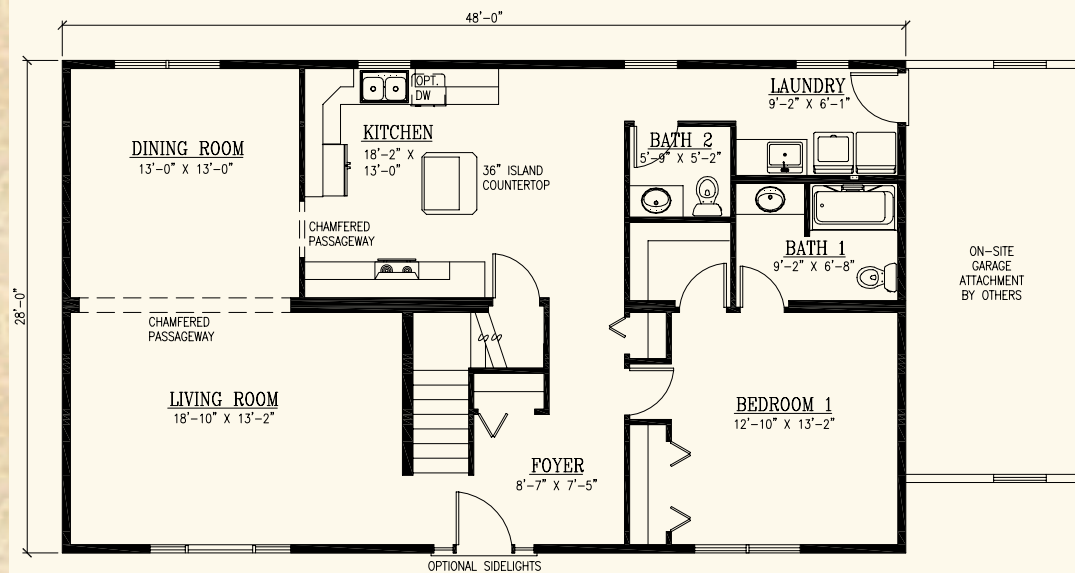 48'-0"
28'-0"
DINING ROOM
13'-0" X 13'-0"
KITCHEN
18'-2" X
13'-0"
OPT.
DW
36" ISLAND
COUNTERTOP
CHAMFERED
PASSAGEWAY
LAUNDRY
9'-2" X 6'-1"
BATH 2
5'-9" X 5'-2"
BATH 1
9'-2" X 6'-8"
ON-SITE
GARAGE
ATTACHMENT
BY OTHERS
CHAMFERED
PASSAGEWAY
LIVING ROOM
18'-10" X 13'-2"
BEDROOM 1
12'-10" X 13'-2"
FOYER
8'-7" X 7'-5"
OPTIONAL SIDELIGHTS